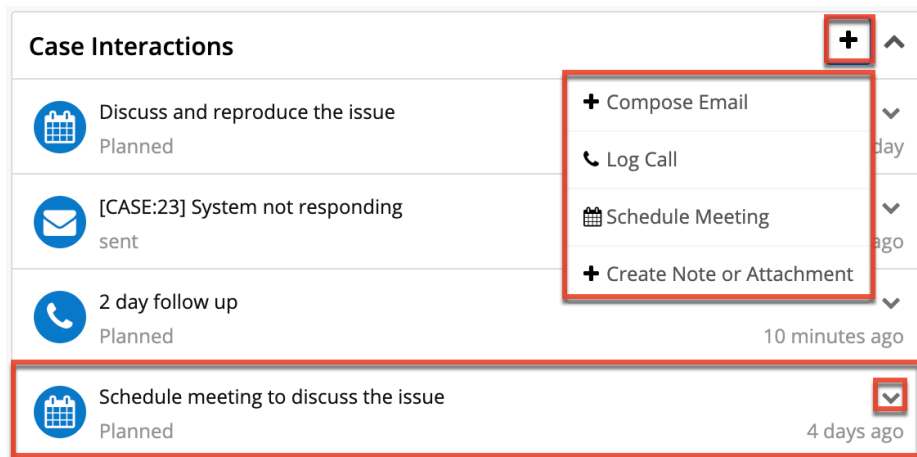 Case Interactions
Discuss and reproduce the issue
Planned
day
[CASE:23] System not responding
sent
ago
2 day follow up
Planned
10 minutes ago
Schedule meeting to discuss the issue
Planned
4 days ago
Compose Email
Log Call
Schedule Meeting
Create Note or Attachment